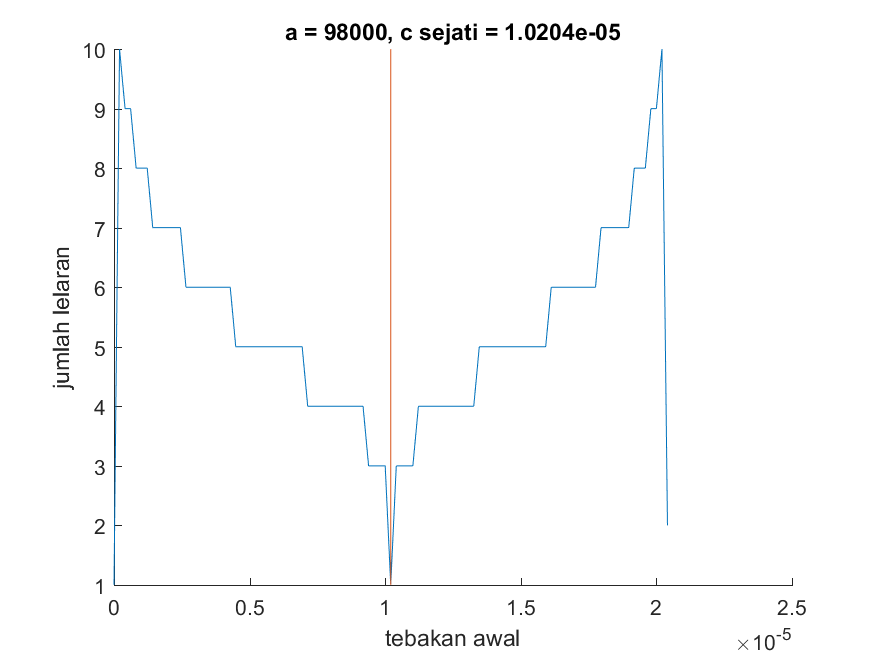 a = 98000, c sejati = 1.0204e-05
10
9
8
7
6
5
4
3
2
1
jumlah lelaran
0 0.5 1 1.5 2 2.5
tebakan awal
×10-5